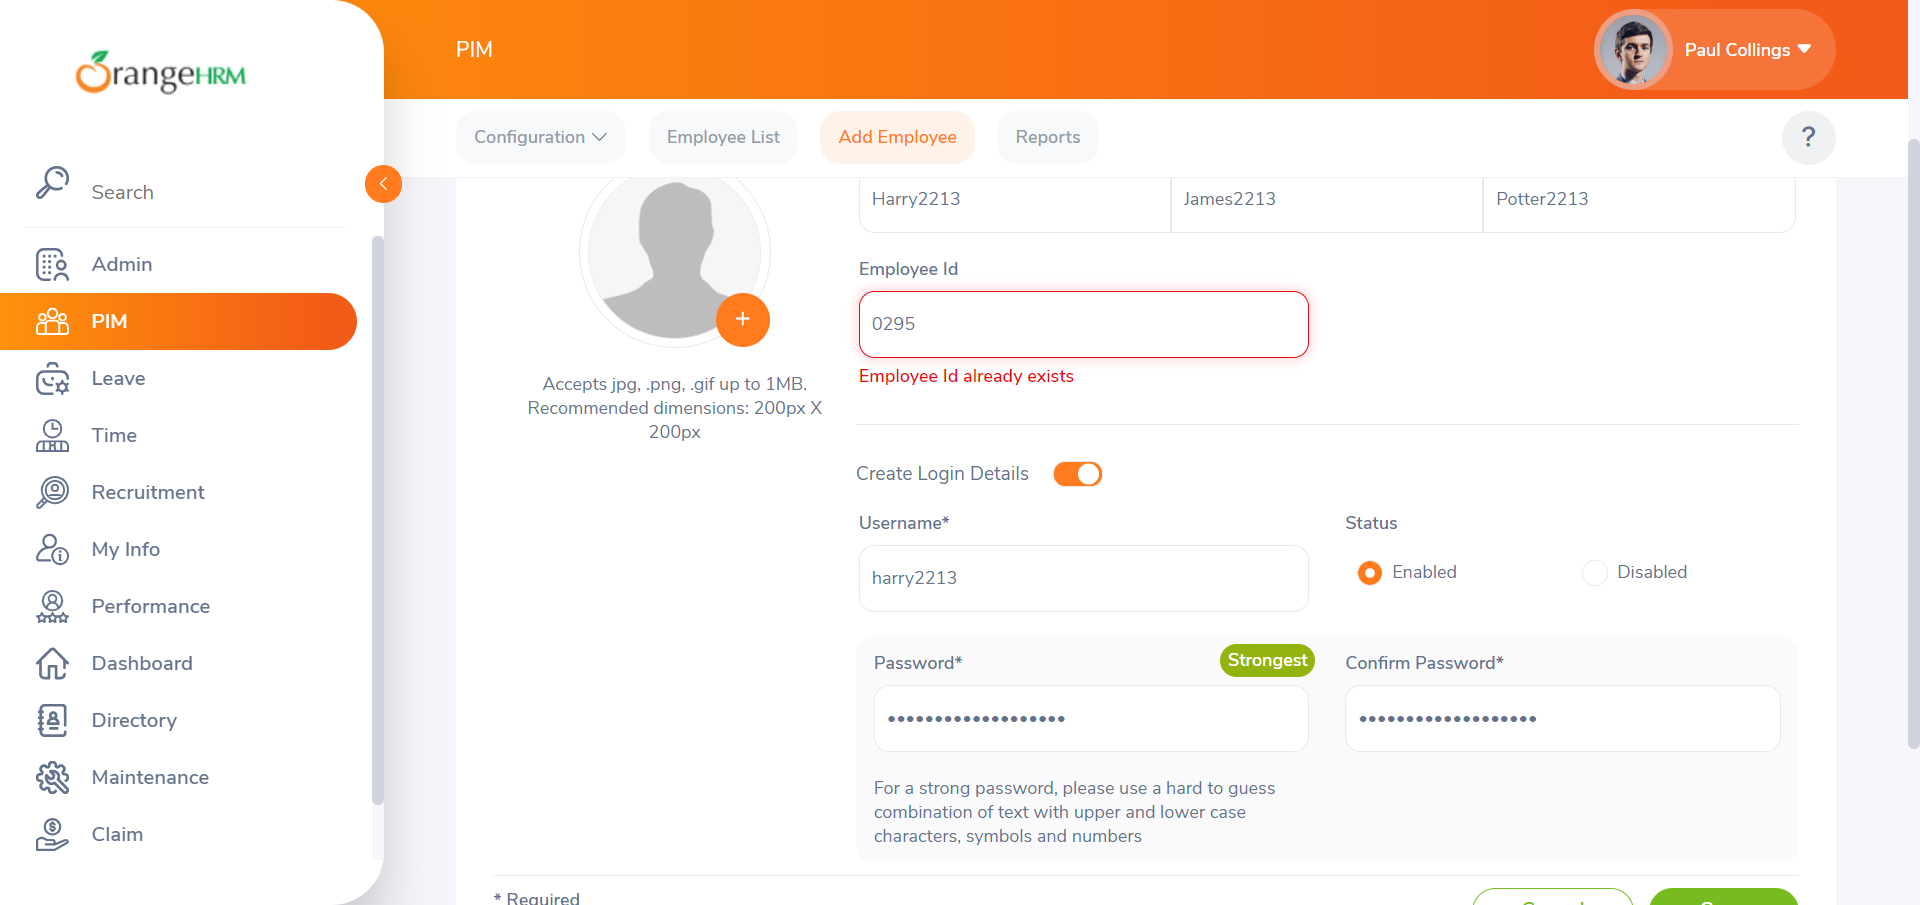 OrangeHRM
PIM
Paul Collings
Configuration
Employee List
Add Employee
Reports
?
Search
Admin
PIM
Leave
Time
Recruitment
My Info
Performance
Dashboard
Directory
Maintenance
Claim
Harry2213
James2213
Potter2213
Accepts jpg, .png, .gif up to 1MB.
Recommended dimensions: 200px X
200px
Employee Id
0295
Employee Id already exists
Create Login Details
Username*
harry2213
Status
Enabled
Disabled
Password*
Strongest
Confirm Password*
For a strong password, please use a hard to guess
combination of text with upper and lower case
characters, symbols and numbers
* Required